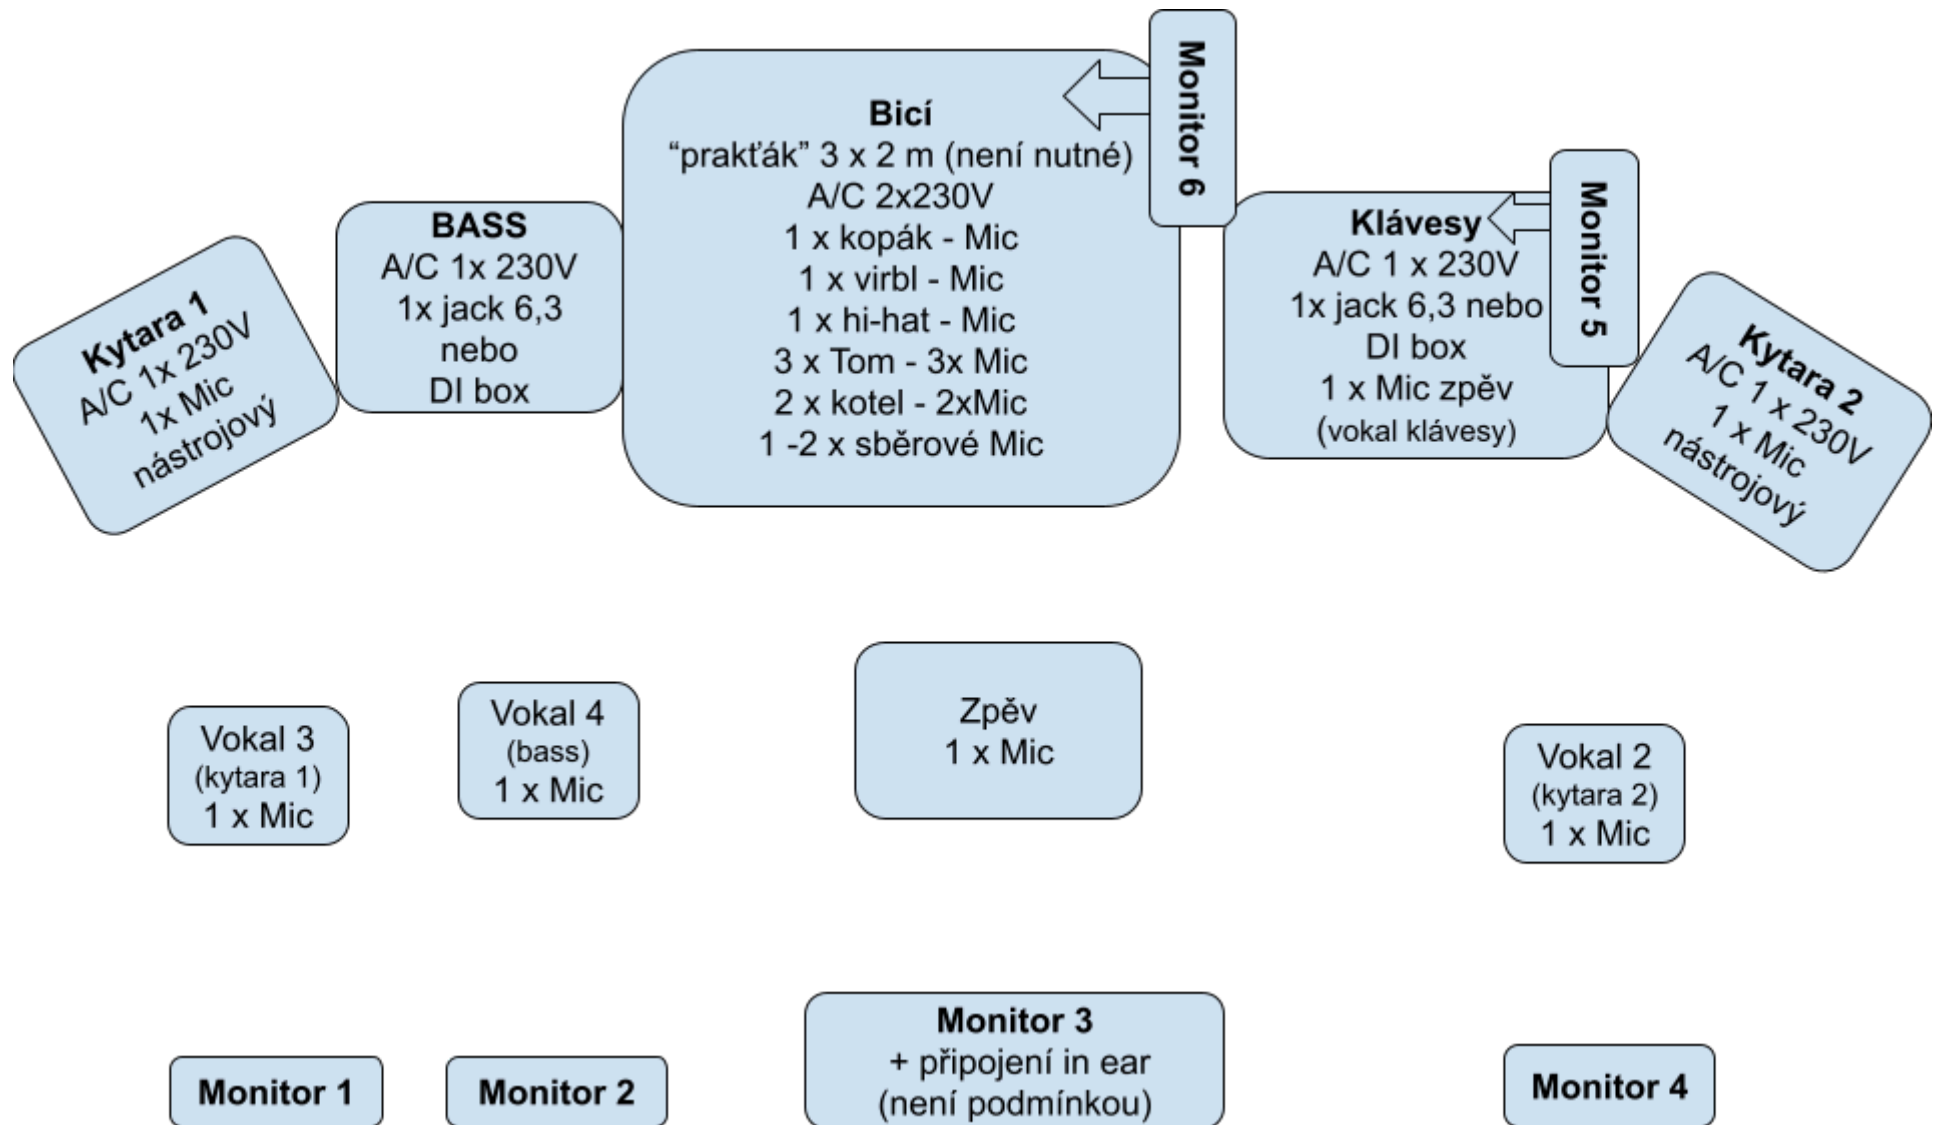 Monitor 6
Bicí
“prakťák” 3 x 2 m (není nutné)
A/C 2x230V
1 x kopák - Mic
1 x virbl - Mic
1 x hi-hat - Mic
3 x Tom - 3x Mic
2 x kotel - 2xMic
1 -2 x sběrové Mic
Monitor 5
Klávesy
A/C 1 x 230V
1x jack 6,3 nebo
DI box
1 x Mic zpěv
(vokal klávesy)
BASS
A/C 1x 230V
1x jack 6,3
nebo
DI box
Kytara 1
A/C 1x 230V
1x Mic
nástrojový
Kytara 2
A/C 1 x 230V
1 x Mic
nástrojový
Vokal 3
(kytara 1)
1 x Mic
Vokal 4
(bass)
1 x Mic
Zpěv
1 x Mic
Vokal 2
(kytara 2)
1 x Mic
Monitor 1
Monitor 2
Monitor 3
+ připojení in ear
(není podmínkou)
Monitor 4